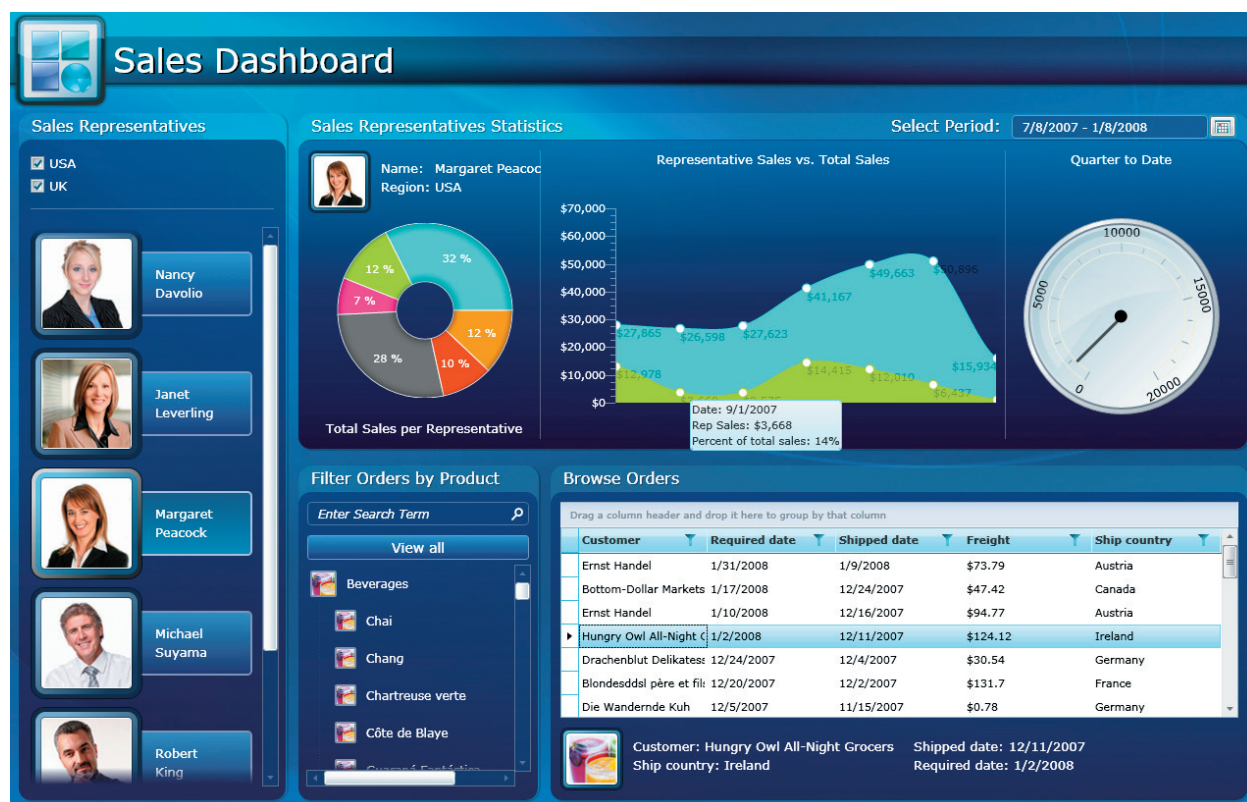 Sales Dashboard
Sales Representatives
USA
UK
Nancy
Davolio
Janet
Leverling
Margaret
Peacock
Michael
Suyama
Robert
King
Sales Representatives Statistics
Select Period: 7/8/2007 - 1/8/2008
Name: Margaret Peacoc
Region: USA
32 %
12 %
7 %
28 %
10 %
12 %
Total Sales per Representative
Representative Sales vs. Total Sales
$70,000
$60,000
$50,000
$40,000
$30,000
$20,000
$10,000
$0
$27,865
$26,598
$27,623
$41,167
$49,663
$50,896
$15,934
$12,978
$14,415
$12,010
$6,437
Date: 9/1/2007
Rep Sales: $3,668
Percent of total sales: 14%
Quarter to Date
0
5000
10000
15000
20000
Filter Orders by Product
Enter Search Term
View all
Beverages
Chai
Chang
Chartreuse verte
Côte de Blaye
Browse Orders
Drag a column header and drop it here to group by that column
Customer Required date Shipped date Freight Ship country
Ernst Handel 1/31/2008 1/9/2008 $73.79 Austria
Bottom-Dollar Markets 1/17/2008 12/24/2007 $47.42 Canada
Ernst Handel 1/10/2008 12/16/2007 $94.77 Austria
Hungry Owl All-Night 1/2/2008 12/11/2007 $124.12 Ireland
Drachenblut Delikatess 12/24/2007 12/4/2007 $30.54 Germany
Blondesddsl père et fils 12/20/2007 12/2/2007 $131.7 France
Die Wandernde Kuh 12/5/2007 11/15/2007 $0.78 Germany
Customer: Hungry Owl All-Night Grocers Shipped date: 12/11/2007
Ship country: Ireland Required date: 1/2/2008